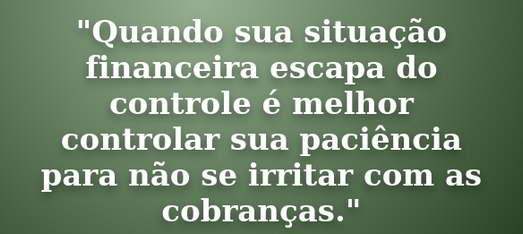 "Quando sua situação
financeira escapa do
controle é melhor
controlar sua paciência
para não se irritar com as
cobranças."